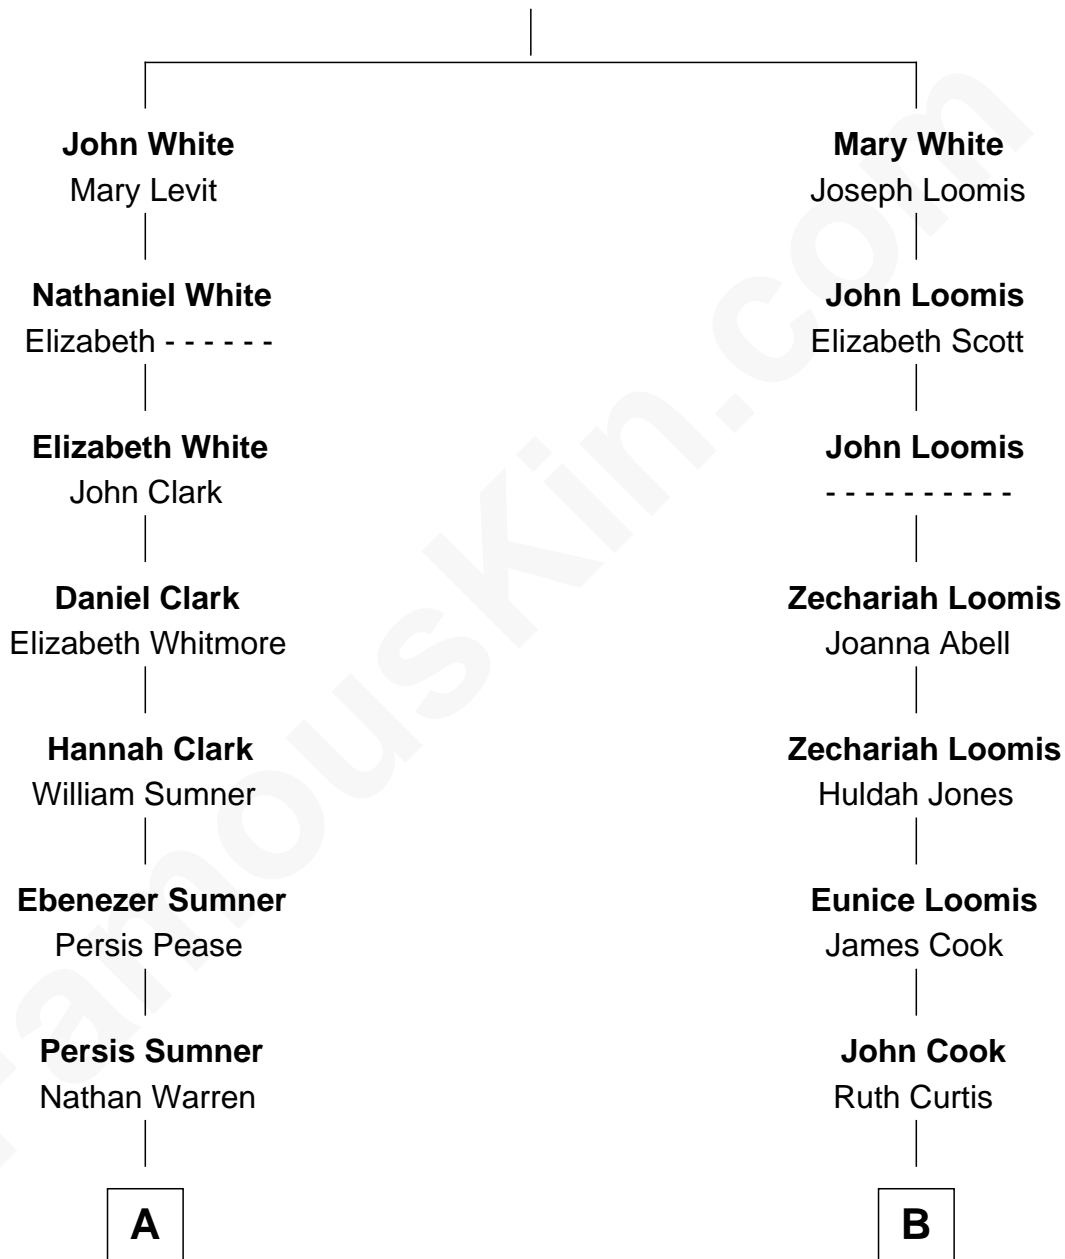 John White
Mary Levit
Nathaniel White
Elizabeth - - - - - -
Elizabeth White
John Clark
Daniel Clark
Elizabeth Whitmore
Hannah Clark
William Sumner
Ebenezer Sumner
Persis Pease
Persis Sumner
Nathan Warren
A
Mary White
Joseph Loomis
John Loomis
Elizabeth Scott
John Loomis
- - - - - - - - - -
Zechariah Loomis
Joanna Abell
Zechariah Loomis
Huldah Jones
Eunice Loomis
James Cook
John Cook
Ruth Curtis
B
FamousKin.com